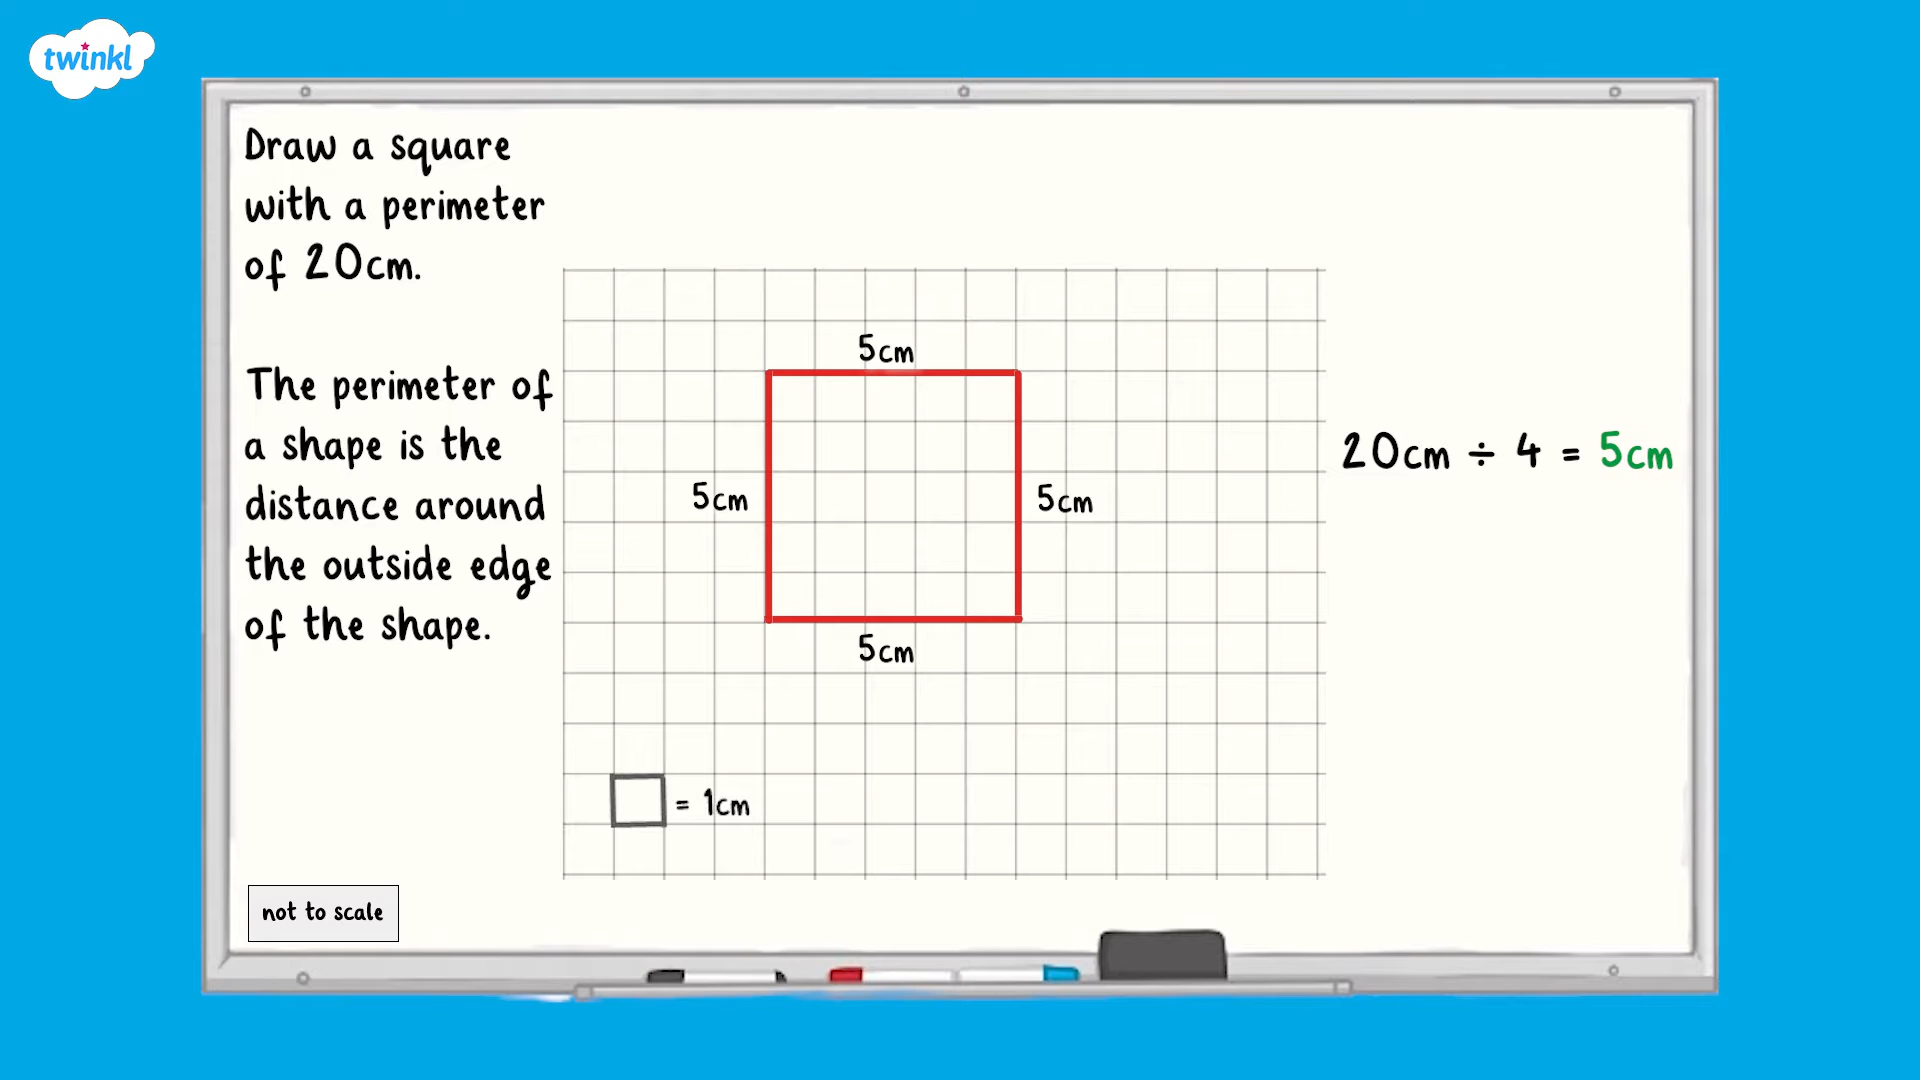 twinkl
Draw a square
with a perimeter
of 20cm.
The perimeter of
a shape is the
distance around
the outside edge
of the shape.
5cm
5cm
5cm
5cm
20cm ÷ 4 = 5cm
= 1cm
not to scale